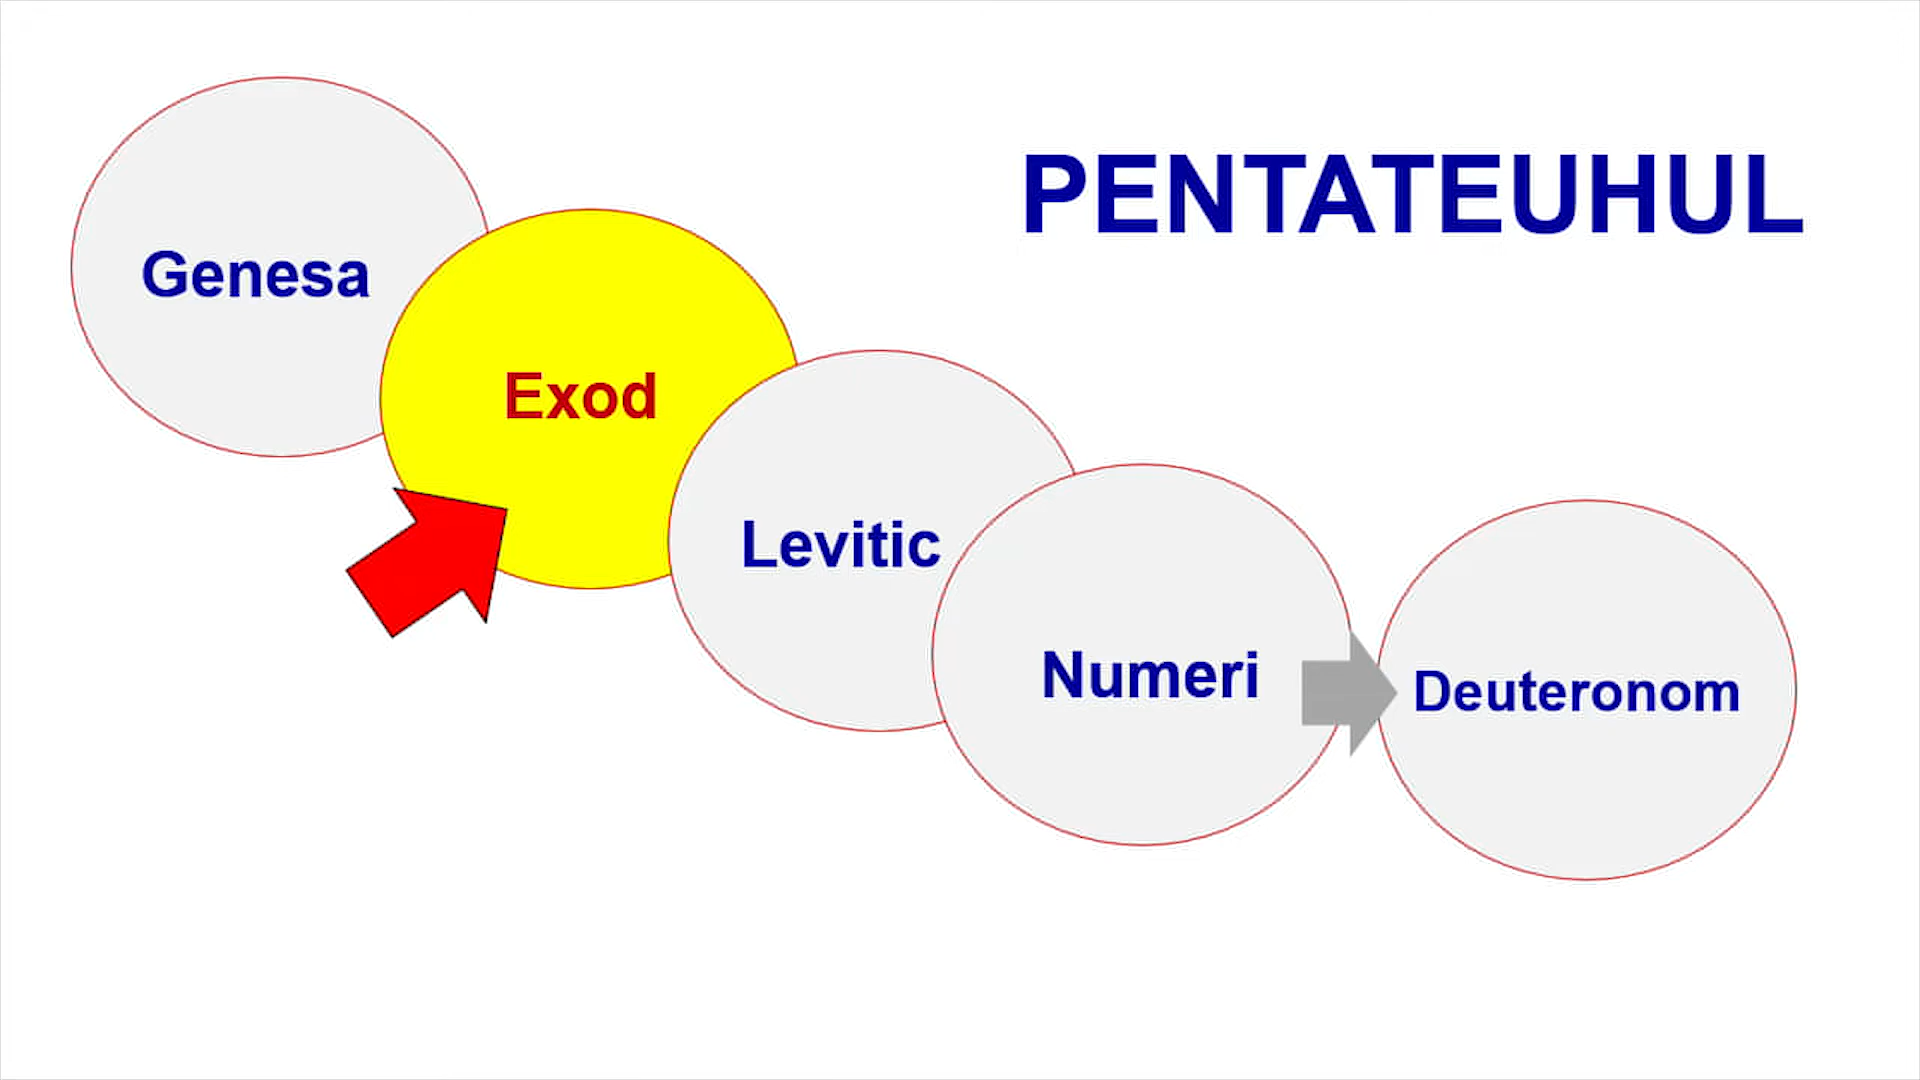 PENTATEUHUL
Genesa
Exod
Levitic
Numeri
Deuteronom